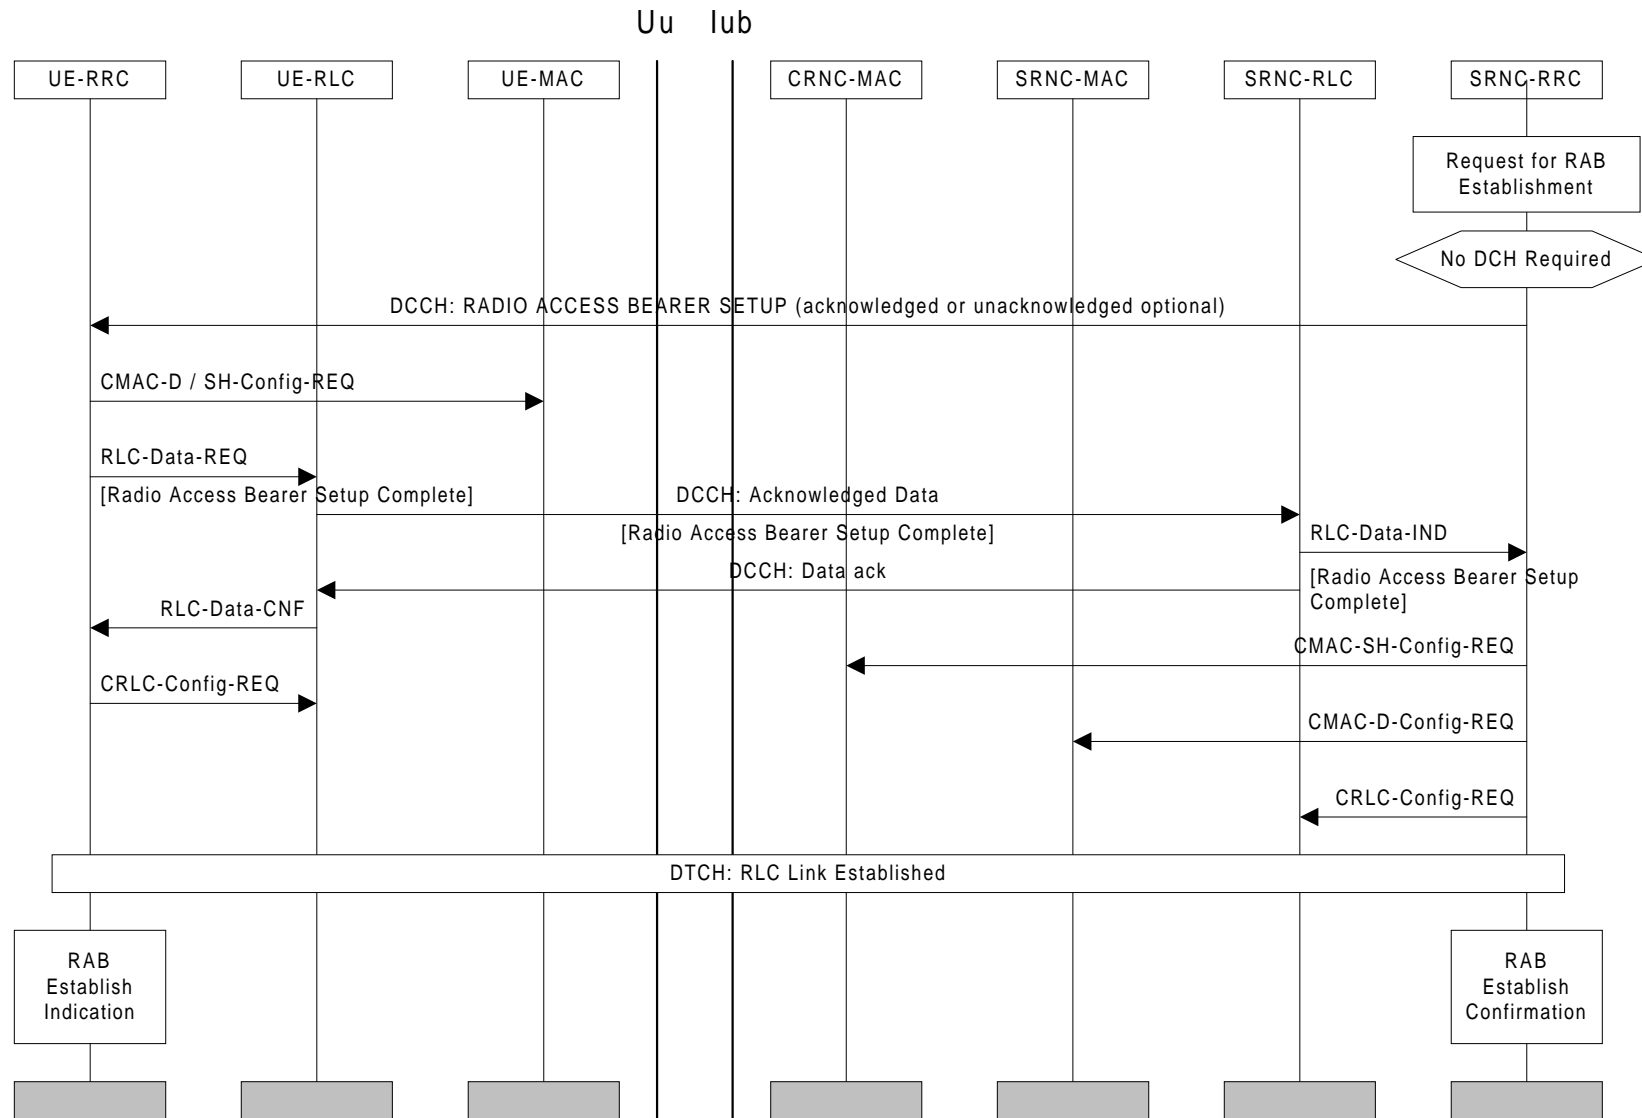 Uu Iub
UE-RRC UE-RLC UE-MAC CRNC-MAC SRNC-MAC SRNC-RLC SRNC-RRC
Request for RAB
Establishment
No DCH Required
DCCH: RADIO ACCESS BEARER SETUP (acknowledged or unacknowledged optional)
CMAC-D / SH-Config-REQ
RLC-Data-REQ
[Radio Access Bearer Setup Complete]
DCCH: Acknowledged Data
[Radio Access Bearer Setup Complete]
RLC-Data-IND
[Radio Access Bearer Setup
Complete]
DCCH: Data ack
RLC-Data-CNF
CMAC-SH-Config-REQ
CRLC-Config-REQ
CMAC-D-Config-REQ
CRLC-Config-REQ
DTCH: RLC Link Established
RAB
Establish
Indication
RAB
Establish
Confirmation